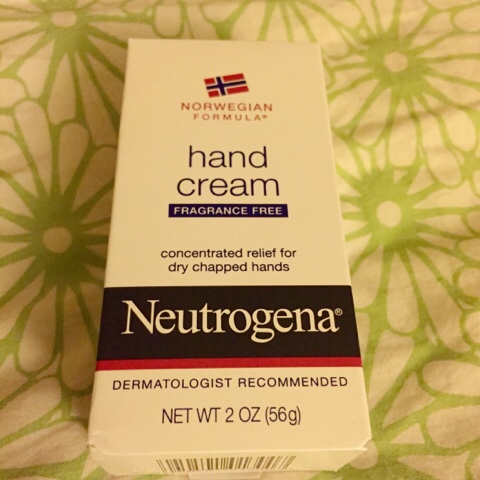 NORWEGIAN
FORMULA®
hand
cream
FRAGRANCE FREE
concentrated relief for
dry chapped hands
Neutrogena®
DERMATOLOGIST RECOMMENDED
NET WT 2 OZ (56g)